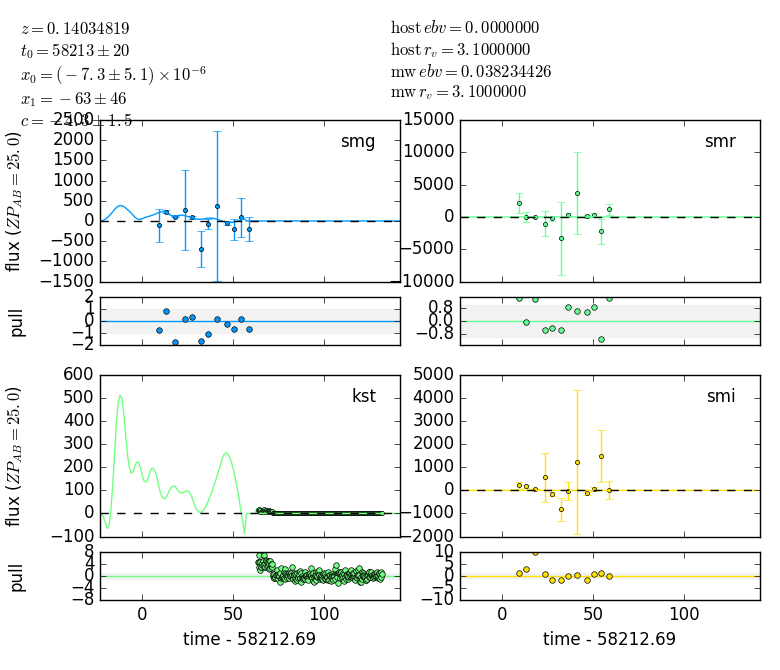 z = 0.14034819
t0 = 58213 ± 20
x0 = (−7.3 ± 5.1) × 10^−6
x1 = −63 ± 46
host ebv = 0.0000000
host r_v = 3.1000000
mw ebv = 0.038234426
mw r_v = 3.1000000
flux (ZP_AB = 25.0)
2500
2000
1500
1000
500
0
−500
−1000
−1500
smg
15000
10000
5000
0
−5000
−10000
smr
pull
2
1
0
−1
−2
0.8
0.0
−0.8
flux (ZP_AB = 25.0)
600
500
400
300
200
100
0
−100
kst
5000
4000
3000
2000
1000
0
−1000
−2000
smi
pull
8
4
0
−4
−8
10
5
0
−5
−10
0 50 100
0 50 100
time - 58212.69
time - 58212.69